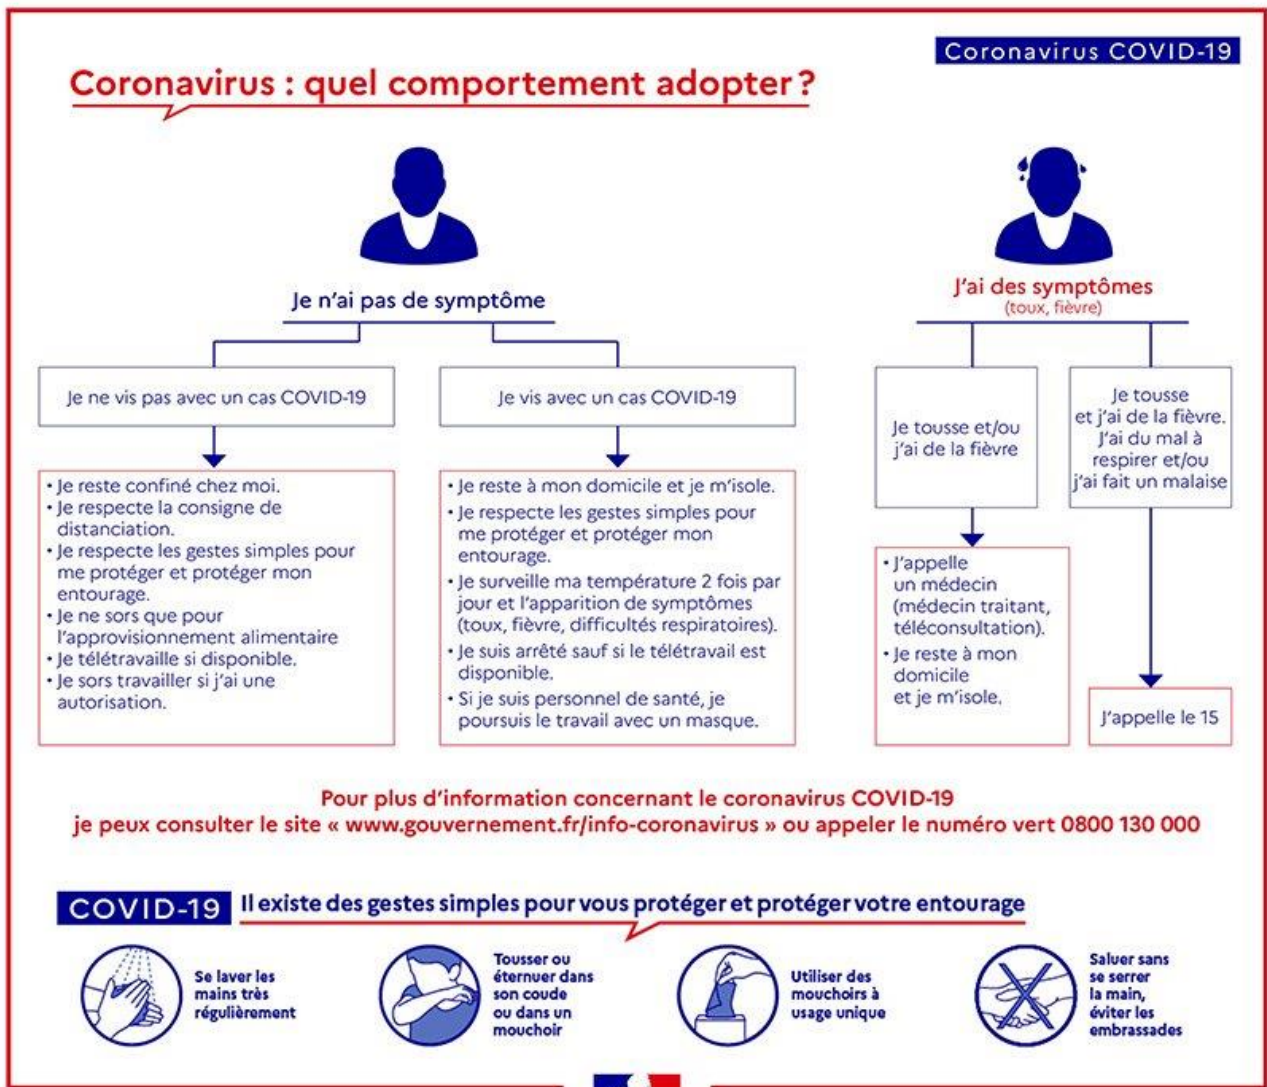 Coronavirus COVID-19
Coronavirus : quel comportement adopter ?
Je n'ai pas de symptôme
J'ai des symptômes
(toux, fièvre)
Je ne vis pas avec un cas COVID-19
• Je reste confiné chez moi.
• Je respecte la consigne de
distanciation.
• Je respecte les gestes simples pour
me protéger et protéger mon
entourage.
• Je ne sors que pour
l'approvisionnement alimentaire
• Je télétravaille si disponible.
• Je sors travailler si j'ai une
autorisation.
Je vis avec un cas COVID-19
• Je reste à mon domicile et je m'isole.
• Je respecte les gestes simples pour
me protéger et protéger mon
entourage.
• Je surveille ma température 2 fois par
jour et l'apparition de symptômes
(toux, fièvre, difficultés respiratoires).
• Je suis arrêté sauf si le télétravail est
disponible.
• Si je suis personnel de santé, je
poursuis le travail avec un masque.
Je tousse et/ou
j'ai de la fièvre
• J'appelle
un médecin
(médecin traitant,
téléconsultation).
• Je reste à mon
domicile
et je m'isole.
Je tousse
et j'ai de la fièvre.
J'ai du mal à
respirer et/ou
j'ai fait un malaise
J'appelle le 15
Pour plus d'information concernant le coronavirus COVID-19
je peux consulter le site « www.gouvernement.fr/info-coronavirus » ou appeler le numéro vert 0800 130 000
COVID-19 Il existe des gestes simples pour vous protéger et protéger votre entourage
Se laver les
mains très
régulièrement
Tousser ou
éternuer dans
son coude
ou dans un
mouchoir
Utiliser des
mouchoirs à
usage unique
Saluer sans
se serrer
la main,
éviter les
embrassades